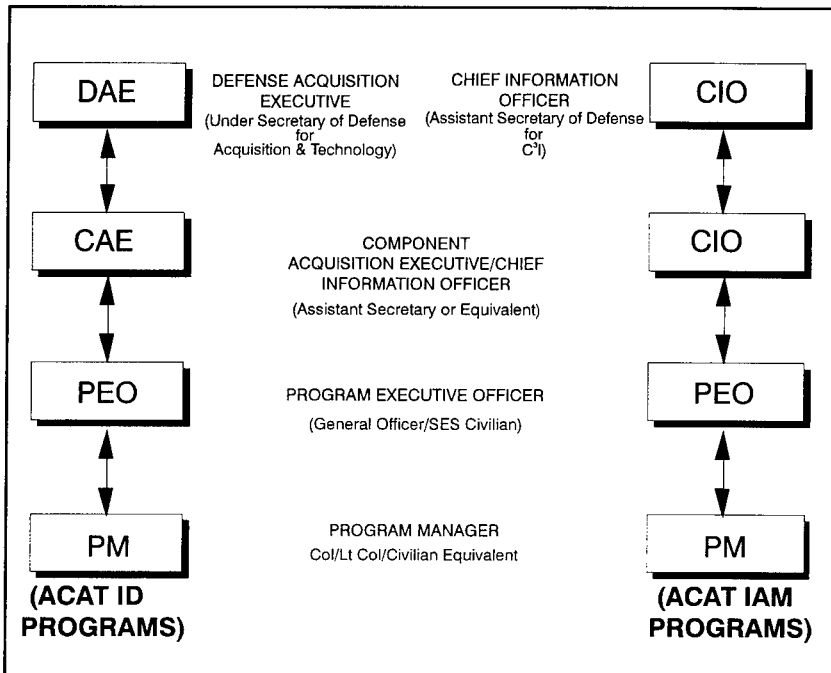 DAE
DEFENSE ACQUISITION
EXECUTIVE
(Under Secretary of Defense
for
Acquisition & Technology)
CHIEF INFORMATION
OFFICER
(Assistant Secretary of Defense
for
C³I)
CIO
CAE
COMPONENT
ACQUISITION EXECUTIVE/CHIEF
INFORMATION OFFICER
(Assistant Secretary or Equivalent)
CIO
PEO
PROGRAM EXECUTIVE OFFICER
(General Officer/SES Civilian)
PEO
PM
PROGRAM MANAGER
Col/Lt Col/Civilian Equivalent
PM
(ACAT ID
PROGRAMS)
(ACAT IAM
PROGRAMS)